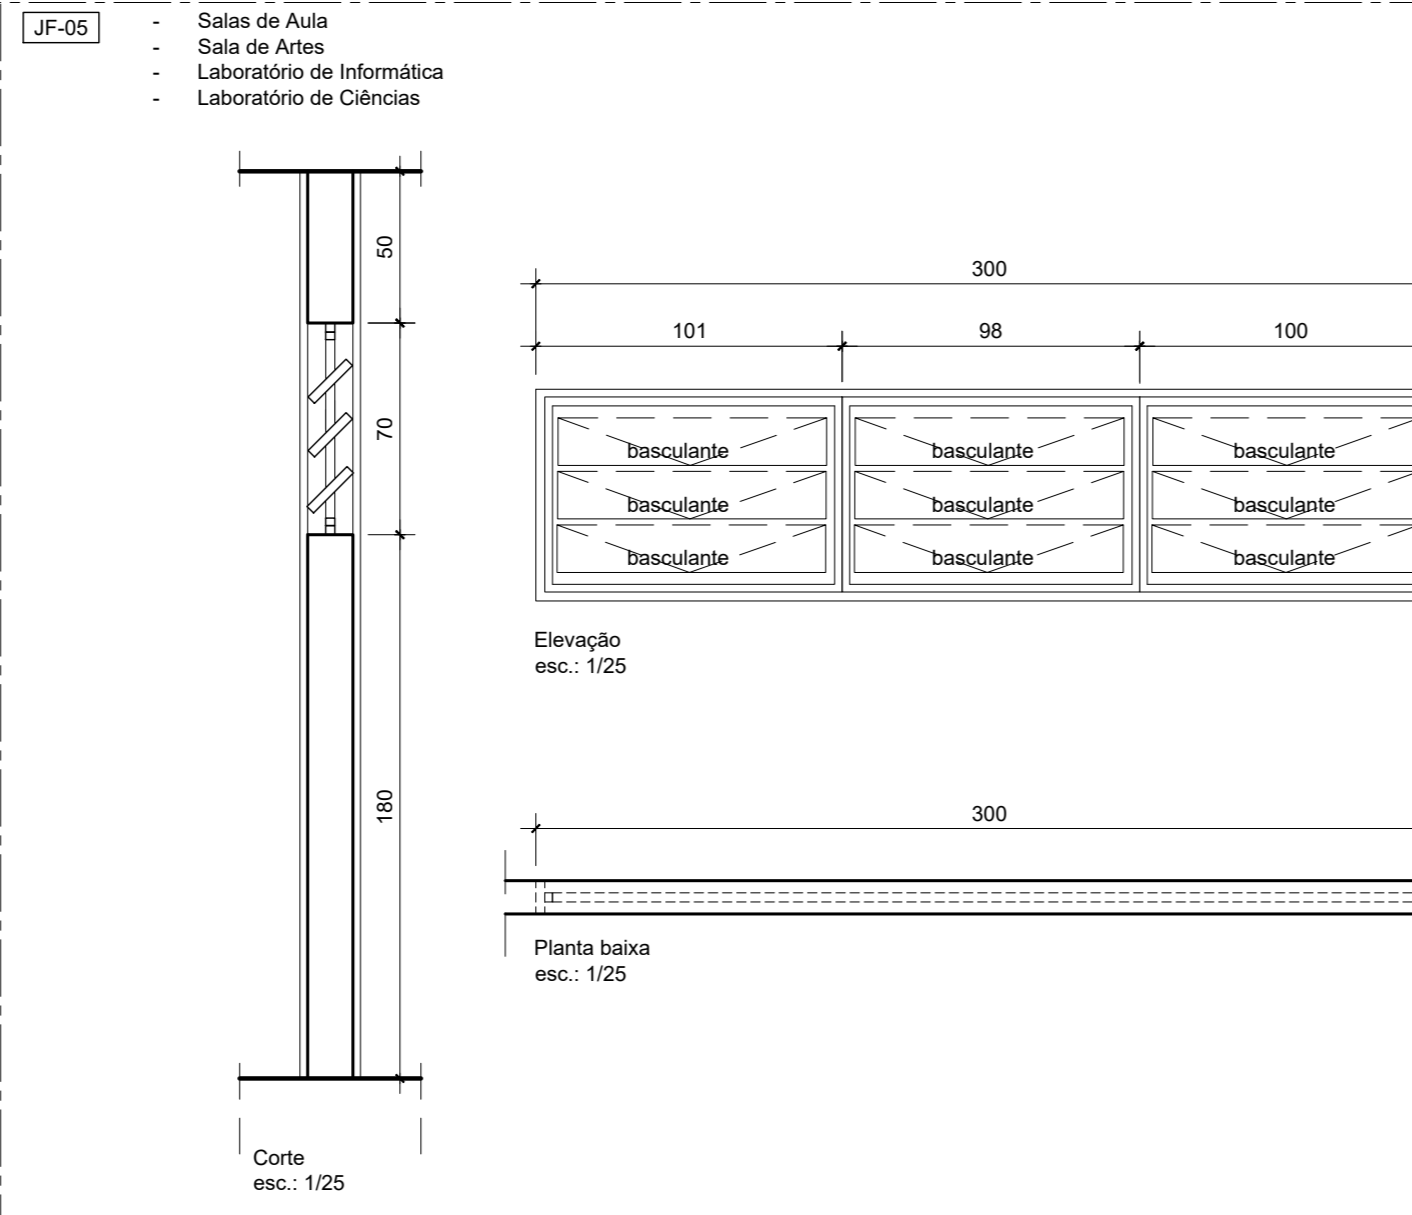 JF-05
- Salas de Aula
- Sala de Artes
- Laboratório de Informática
- Laboratório de Ciências
50
70
180
Corte
esc.: 1/25
300
101 98 100
basculante basculante basculante
basculante basculante basculante
basculante basculante basculante
Elevação
esc.: 1/25
300
Planta baixa
esc.: 1/25